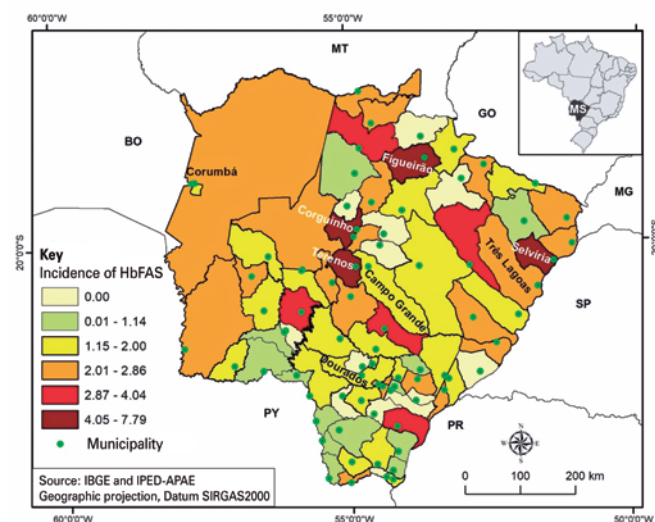 60°0'0"W
55°0'0"W
50°0'0"W
MT
GO
MS
BO
MG
Figueirão
Corumbá
Corguinho
20°0'0"S
20°0'0"S
Selvíria
Três Lagoas
Terenos
Campo Grande
SP
Dourados
PY
PR
Key
Incidence of HbFAS
0.00
0.01 - 1.14
1.15 - 2.00
2.01 - 2.86
2.87 - 4.04
4.05 - 7.79
Municipality
N
W
E
S
0
100
200 km
Source: IBGE and IPED-APAE
Geographic projection, Datum SIRGAS2000
60°0'0"W
55°0'0"W
50°0'0"W